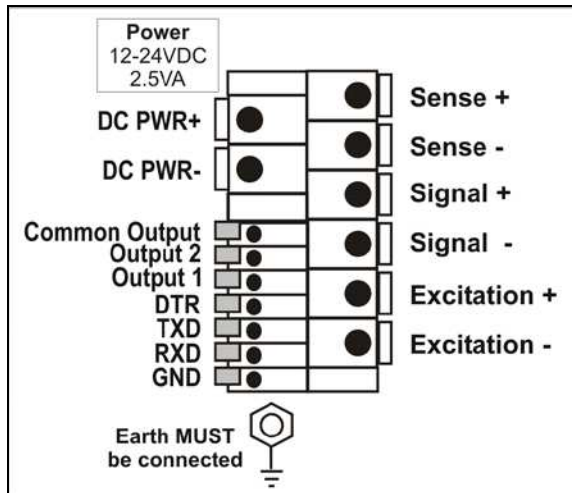 Power
12-24VDC
2.5VA
DC PWR+
DC PWR-
Common Output
Output 2
Output 1
DTR
TXD
RXD
GND
Sense +
Sense -
Signal +
Signal -
Excitation +
Excitation -
Earth MUST
be connected